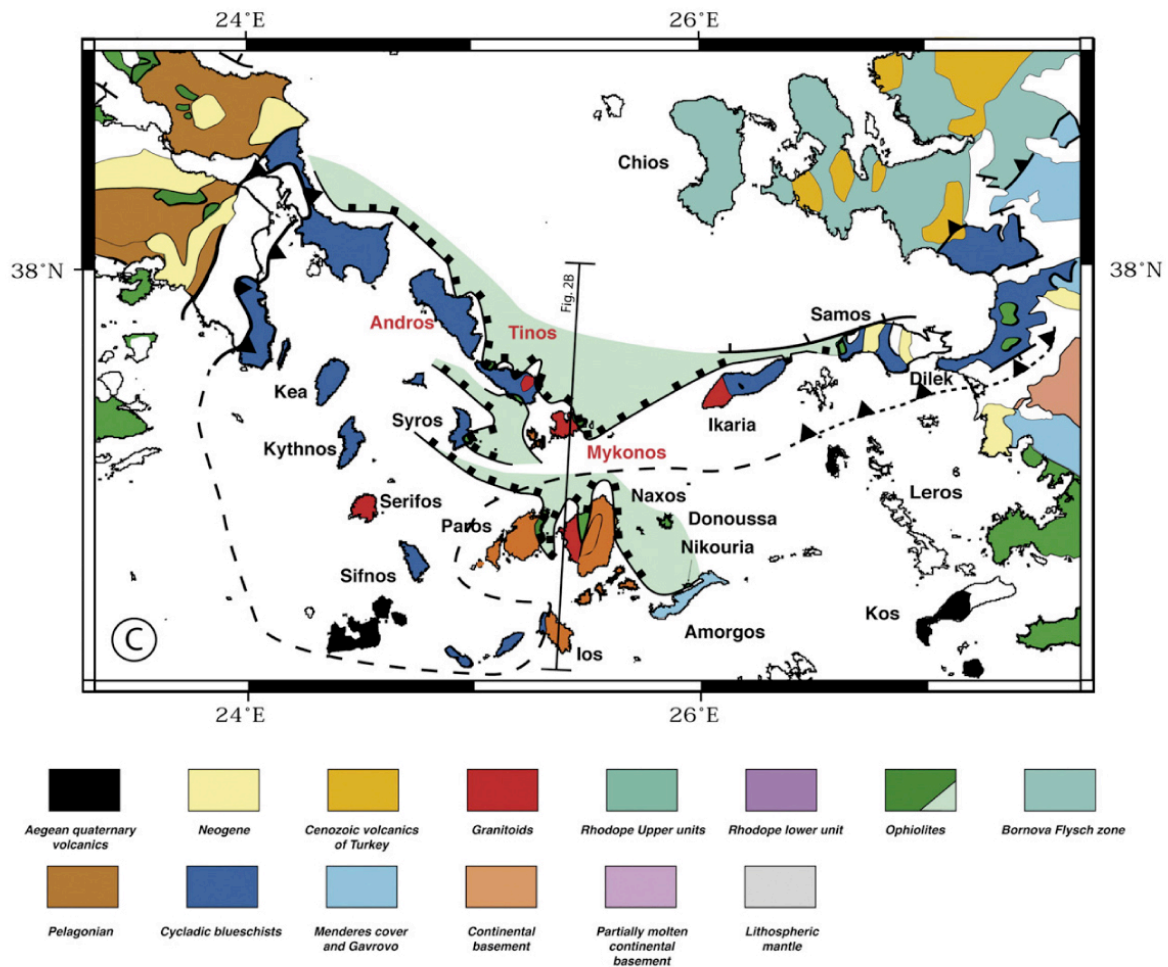 24°E
26°E
Chios
38°N
38°N
Fig. 2B
Samos
Andros
Tinos
Dilek
Kea
Syros
Ikaria
Kythnos
Mykonos
Leros
Naxos
Serifos
Paros
Donoussa
Nikouria
Sifnos
Kos
Amorgos
C
Ios
24°E
26°E
Aegean quaternary
volcanics
Neogene
Cenozoic volcanics
of Turkey
Granitoids
Rhodope Upper units
Rhodope lower unit
Ophiolites
Bornova Flysch zone
Pelagonian
Cycladic blueschists
Menderes cover
and Gavrovo
Continental
basement
Partially molten
continental
basement
Lithospheric
mantle